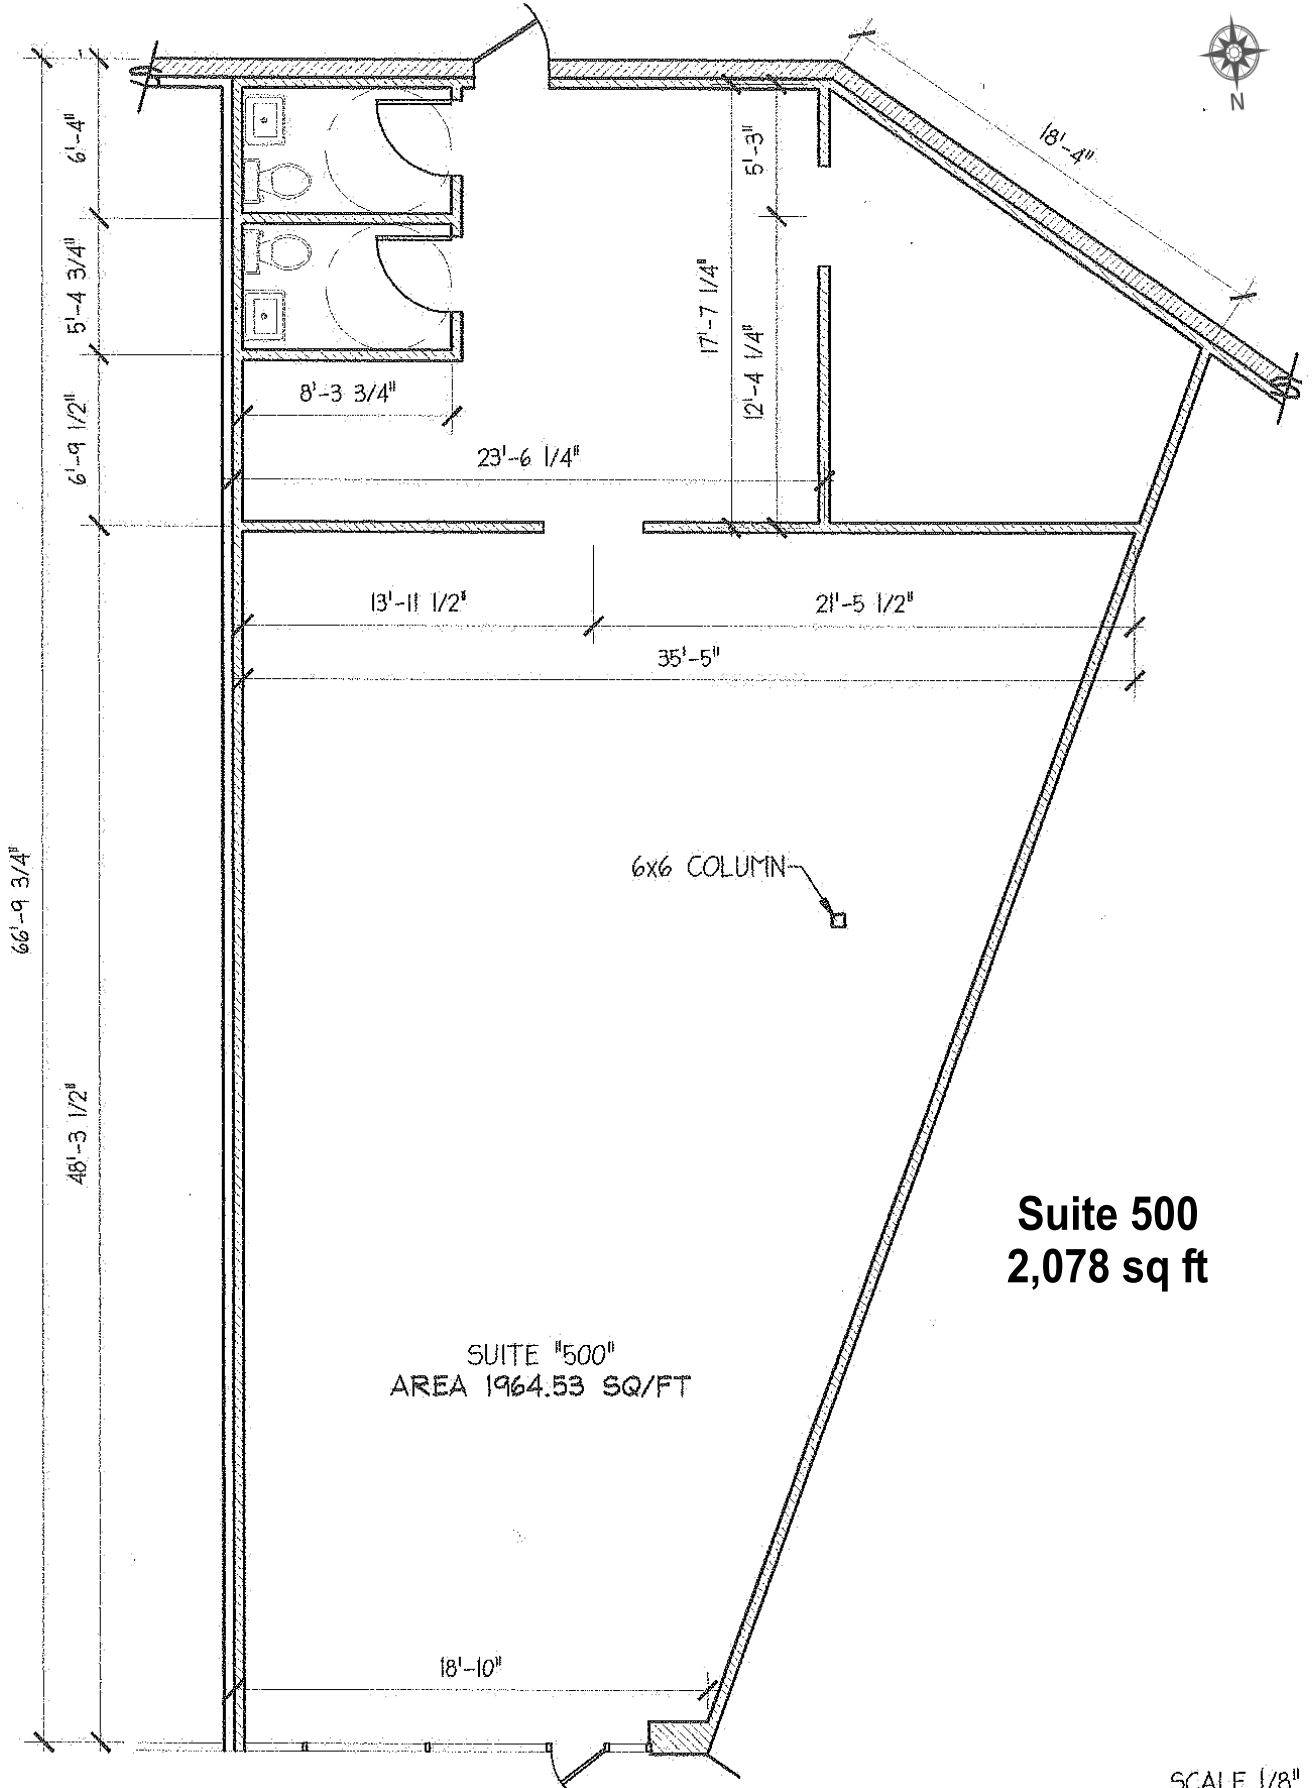 N
18'-4"
6'-4"
5'-3"
5'-4 3/4"
17'-7 1/4"
12'-4 1/4"
8'-3 3/4"
6'-9 1/2"
23'-6 1/4"
13'-11 1/2"
21'-5 1/2"
35'-5"
6x6 COLUMN
66'-9 3/4"
48'-3 1/2"
Suite 500
2,078 sq ft
SUITE "500"
AREA 1964.53 SQ/FT
18'-10"
SCALE 1/8"